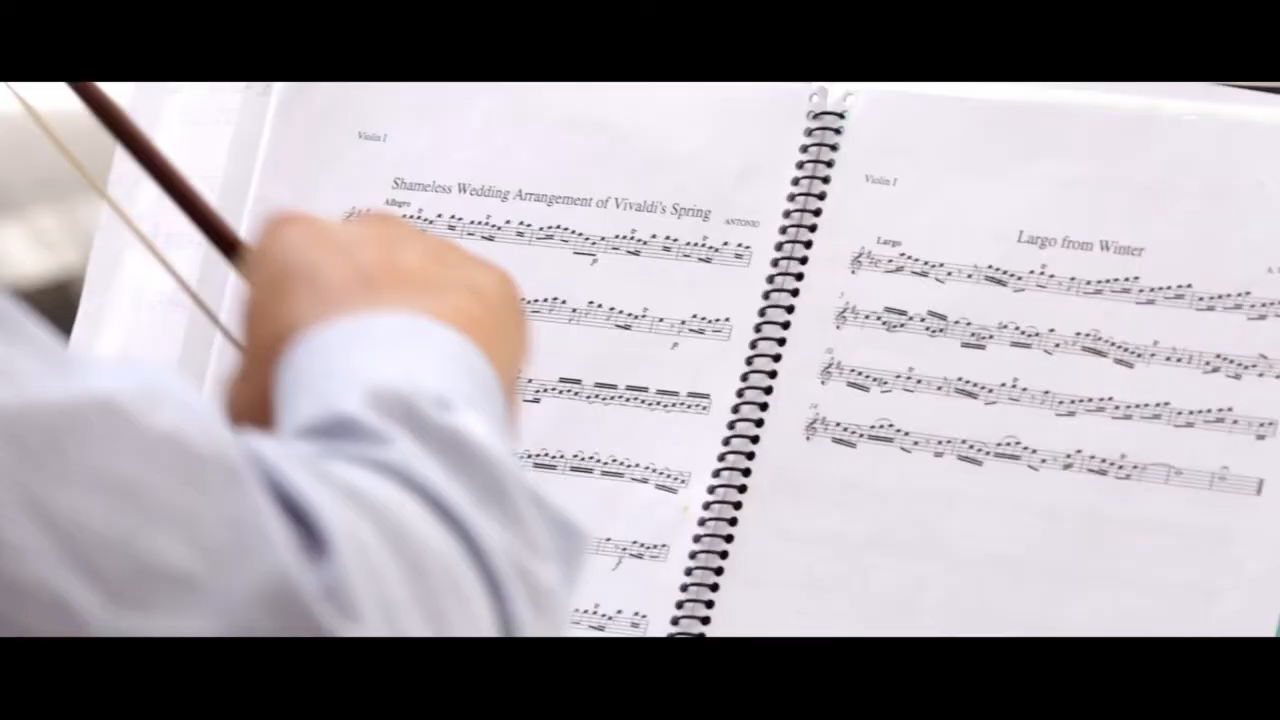 Violin I
Shameless Wedding Arrangement of Vivaldi's Spring
ANTONIO
Allegro
p
p
f
Violin I
Largo from Winter
A.
Largo